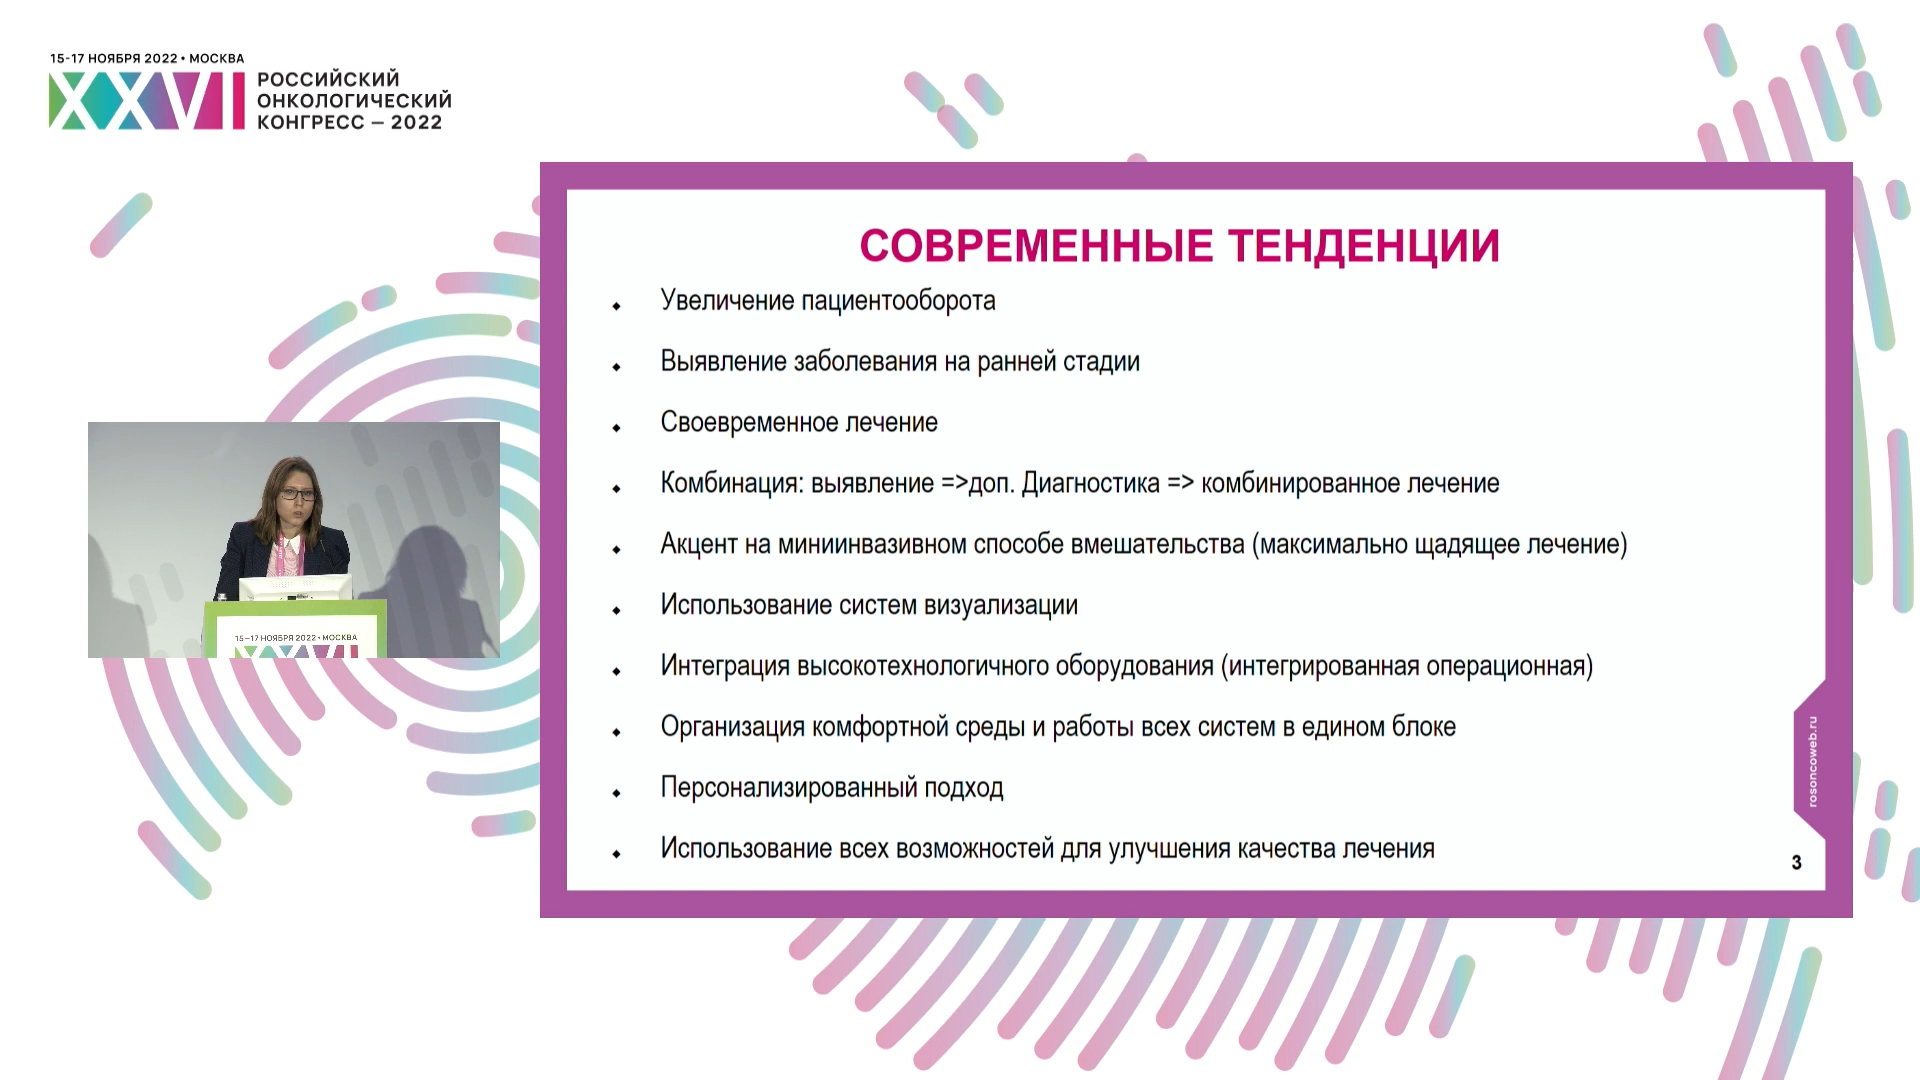 15-17 НОЯБРЯ 2022 • МОСКВА
XXVI
РОССИЙСКИЙ
ОНКОЛОГИЧЕСКИЙ
КОНГРЕСС — 2022
СОВРЕМЕННЫЕ ТЕНДЕНЦИИ
Увеличение пациентооборота
Выявление заболевания на ранней стадии
Своевременное лечение
Комбинация: выявление =>доп. Диагностика => комбинированное лечение
Акцент на миниинвазивном способе вмешательства (максимально щадящее лечение)
Использование систем визуализации
Интеграция высокотехнологичного оборудования (интегрированная операционная)
Организация комфортной среды и работы всех систем в едином блоке
Персонализированный подход
Использование всех возможностей для улучшения качества лечения
rosoncoweb.ru
3
15–17 НОЯБРЯ 2022 • МОСКВА
XXVI